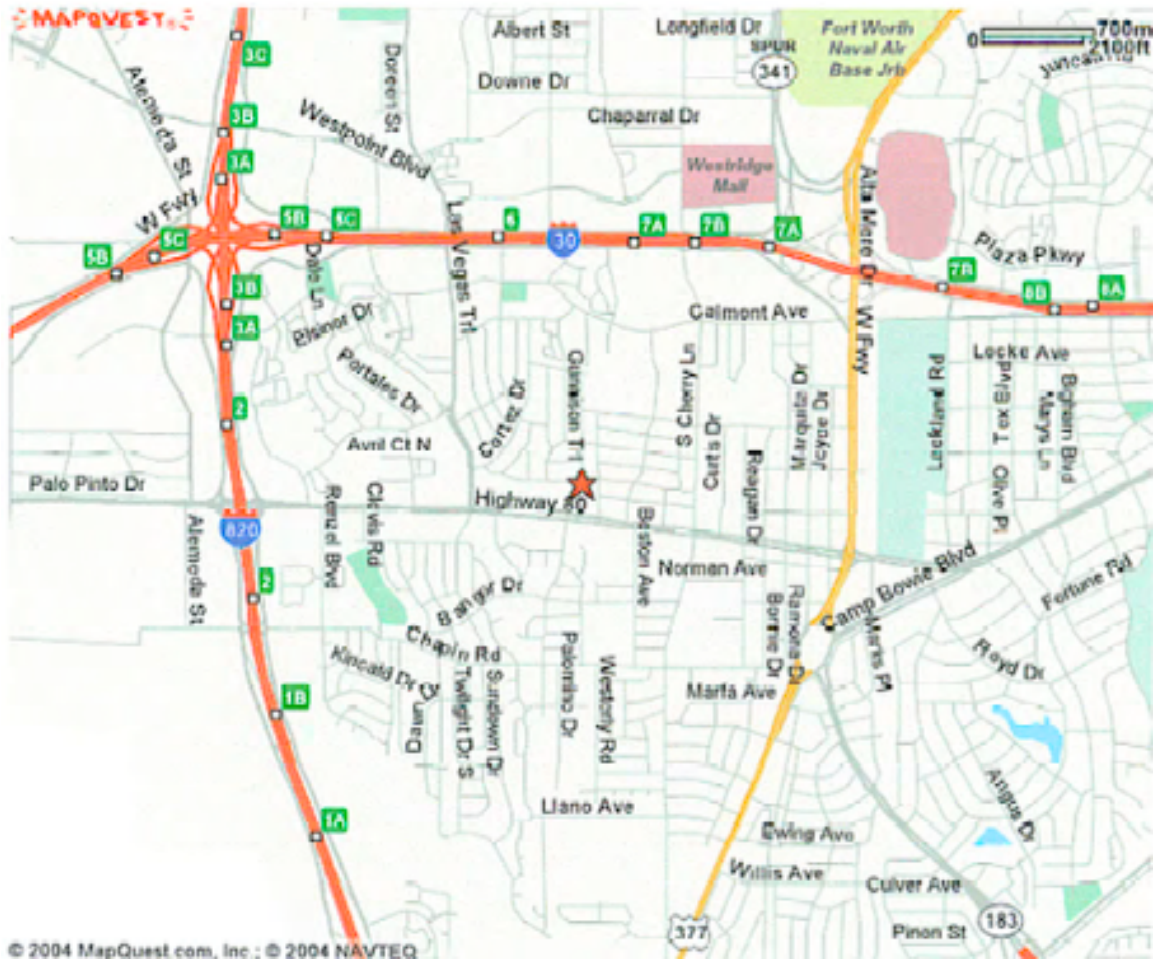 MAPQUEST
3C
Albert St
Longfield Dr
Fort Worth
Naval Air
Base Jrb
0
700m
2100ft
SPUR
341
Doreen St
Downe Dr
Alemeda St
3B
Westpoint Blvd
Chaparral Dr
3A
Westridge
Mall
W Fwy
5B
5C
6
30
7A
7B
7A
Alta Mere Dr
Plaza Pkwy
5B
5C
Dale Ln
Las Vegas Trl
7B
8B
8A
3B
Calmont Ave
W Fwy
3A
Elsinor Dr
Portales Dr
Gunnison Trl
S Cherry Ln
Locke Ave
Cortez Dr
Curts Dr
Marquita Dr
Joyce Dr
Lackland Rd
Tex Blvd
Mays Ln
Bigham Blvd
2
Avril Ct N
Palo Pinto Dr
Highway 80
Reagan Dr
Olive Pl
Renzel Blvd
Clovis Rd
820
Alemeda St
Boston Ave
Norman Ave
Camp Bowie Blvd
Fortune Rd
2
Bangor Dr
Chapin Rd
Ramona Dr
Bonnie Dr
Marks Pl
Kincaid Dr
Boyd Dr
1B
Dawn Dr
Twilight Dr S
Sundown Dr
Palomino Dr
Westerly Rd
Marfa Ave
1A
Llano Ave
Angus Dr
Ewing Ave
Willis Ave
Culver Ave
377
183
Pinon St
© 2004 MapQuest.com, Inc.; © 2004 NAVTEQ